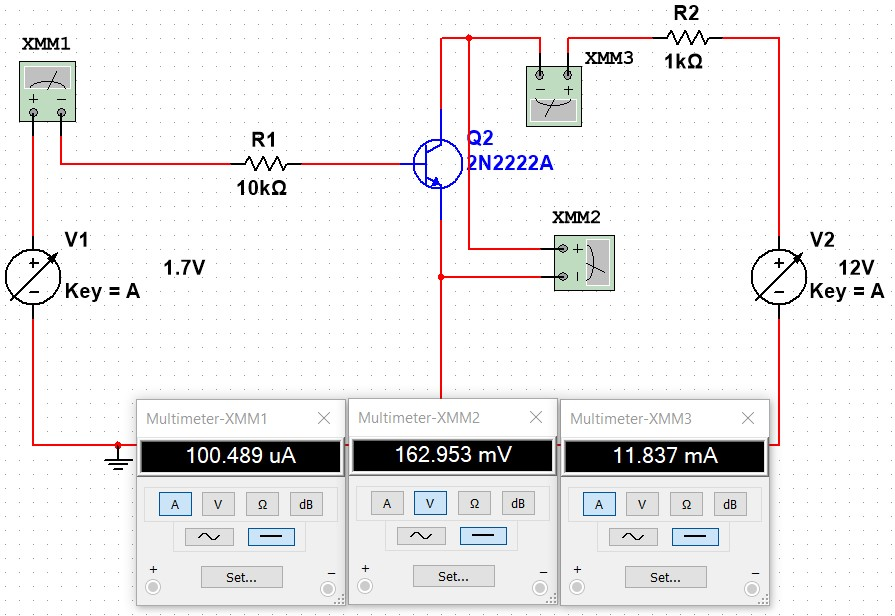 R2
XMM1
XMM3
1kΩ
+ −
− +
R1
Q2
2N2222A
10kΩ
XMM2
+
−
V1
V2
1.7V
12V
+
+
−
−
Key = A
Key = A
Multimeter-XMM1
Multimeter-XMM2
Multimeter-XMM3
100.489 uA
162.953 mV
11.837 mA
A V Ω dB
A V Ω dB
A V Ω dB
+ −
Set...
+ −
Set...
+ −
Set...